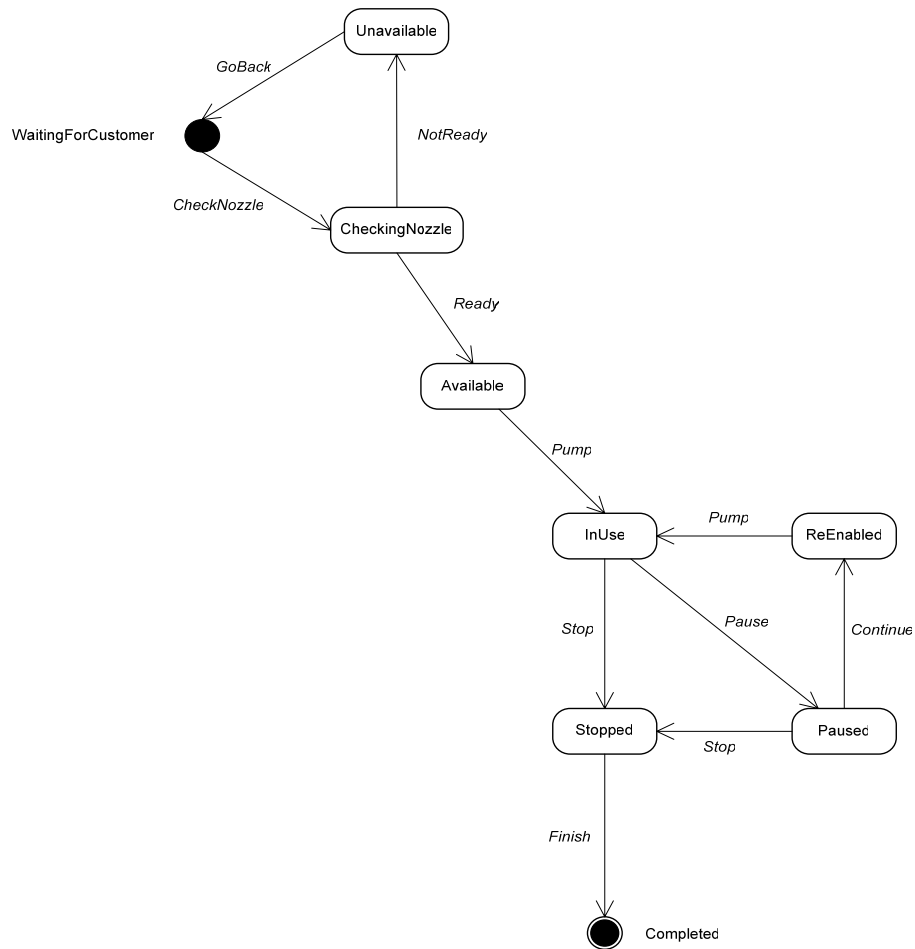 Unavailable
GoBack
WaitingForCustomer
NotReady
CheckNozzle
CheckingNozzle
Ready
Available
Pump
Pump
InUse
ReEnabled
Stop
Pause
Continue
Stopped
Paused
Stop
Finish
Completed